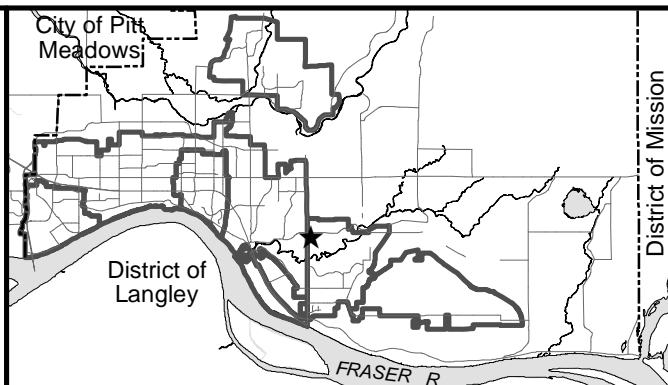 City of Pitt
Meadows
District of Mission
District of
Langley
FRASER R.